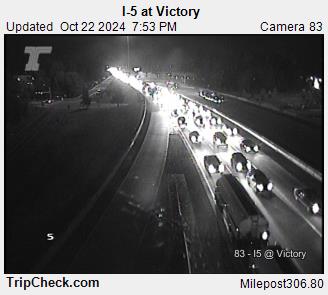 I-5 at Victory
Updated Oct 22 2024 7:53 PM Camera 83
S
83 - I5 @ Victory
TripCheck.com Milepost306.80